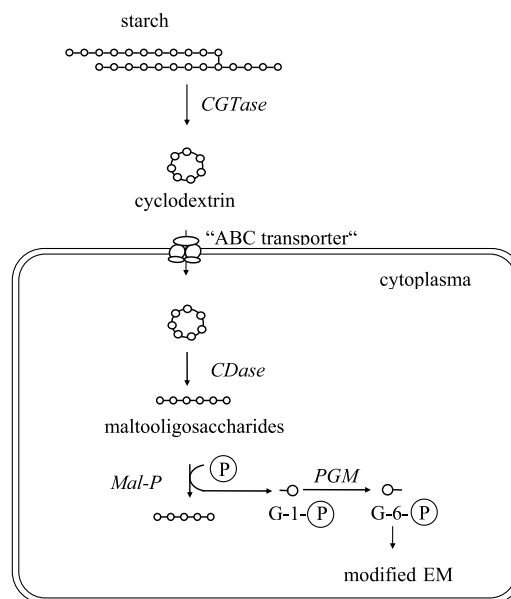 starch
CGTase
cyclodextrin
“ABC transporter“
cytoplasma
CDase
maltooligosaccharides
Mal-P
P
PGM
G-1-P
G-6-P
modified EM